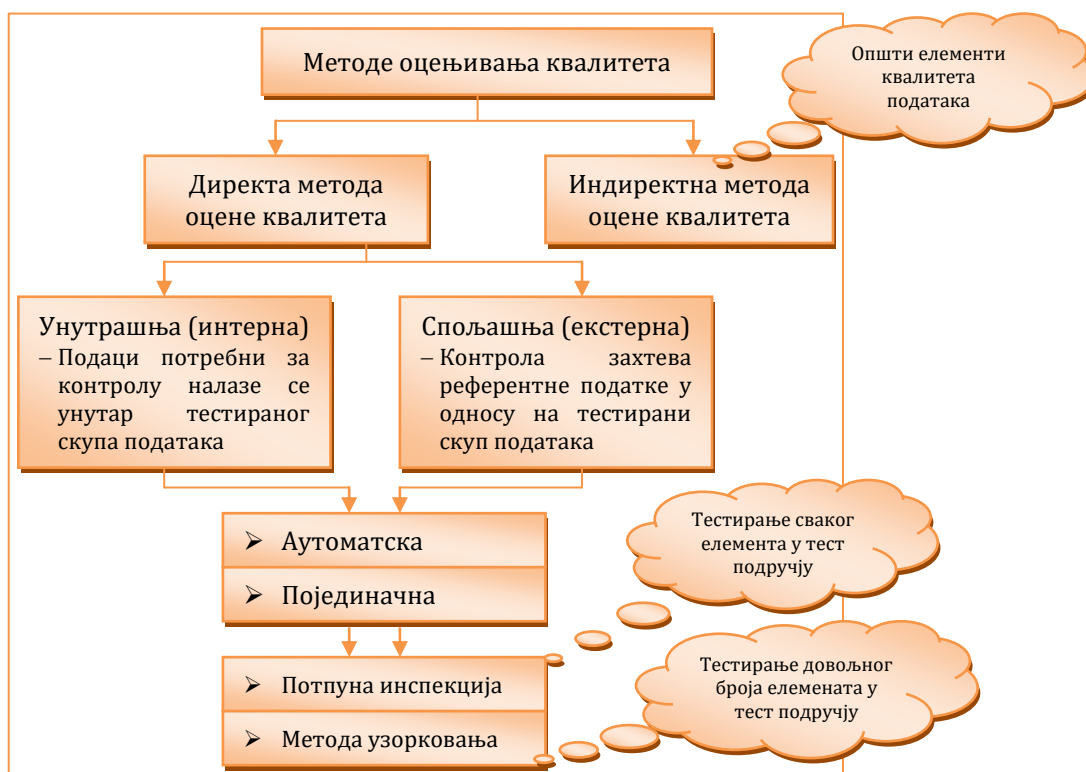 Методе оцењивања квалитета
Општи елементи
квалитета
података
Директа метода
оцене квалитета
Индиректна метода
оцене квалитета
Унутрашња (интерна)
− Подаци потребни за
контролу налазе се
унутар тестираног
скупа података
Спољашња (екстерна)
− Контрола захтева
референтне податке у
односу на тестирани
скуп података
➢ Аутоматска
➢ Појединачна
Тестирање сваког
елемента у тест
подручју
➢ Потпуна инспекција
➢ Метода узорковања
Тестирање довољног
броја елемената у
тест подручју